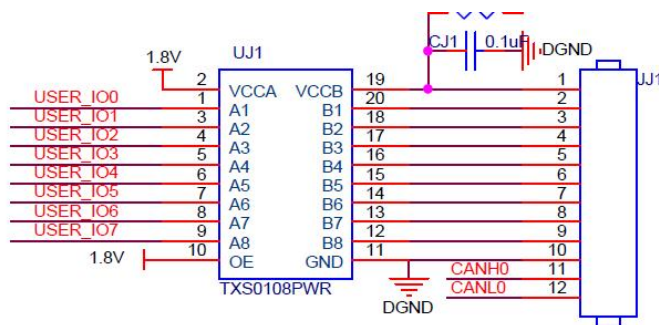 CJ1 0.1uF DGND
UJ1
1.8V
JJ1
2 VCCA VCCB 19 1
USER_IO0 1 A1 B1 20 2
USER_IO1 3 A2 B2 18 3
USER_IO2 4 A3 B3 17 4
USER_IO3 5 A4 B4 16 5
USER_IO4 6 A5 B5 15 6
USER_IO5 7 A6 B6 14 7
USER_IO6 8 A7 B7 13 8
USER_IO7 9 A8 B8 12 9
1.8V 10 OE GND 11 10
CANH0 11
CANL0 12
TXS0108PWR
DGND